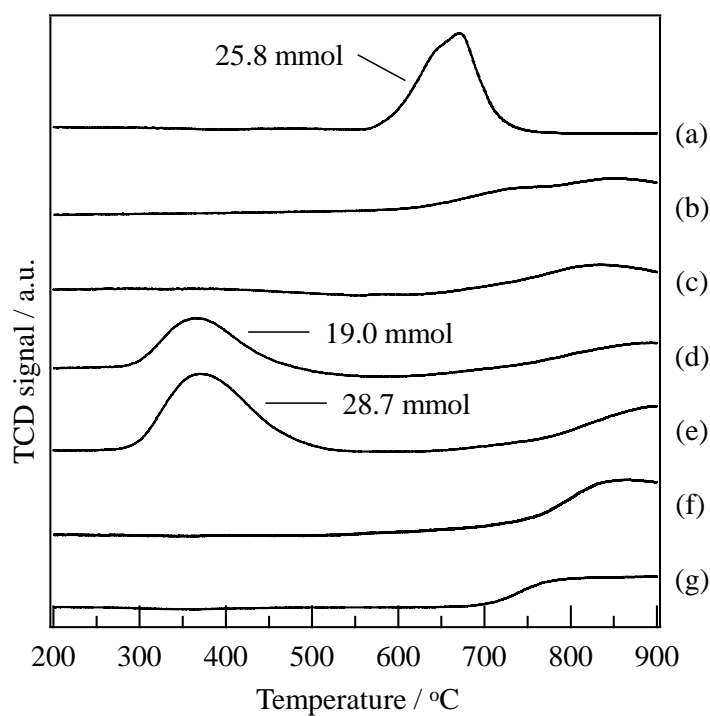 25.8 mmol
(a)
(b)
(c)
19.0 mmol
(d)
28.7 mmol
(e)
(f)
(g)
TCD signal / a.u.
200 300 400 500 600 700 800 900
Temperature / °C